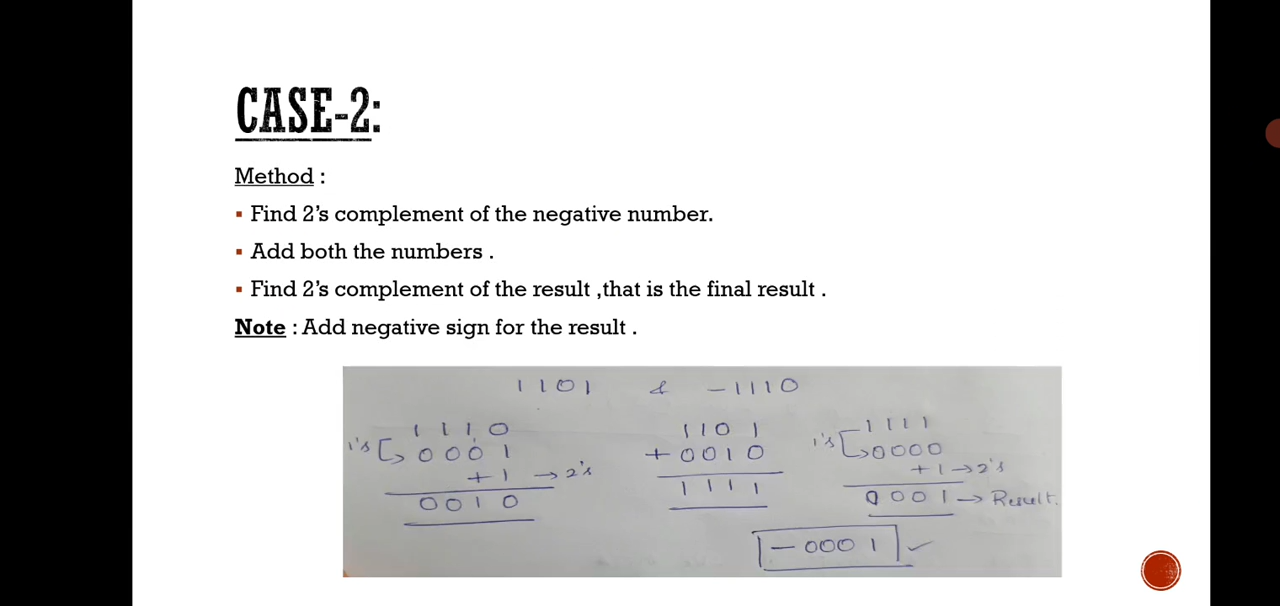 CASE-2:
Method :
▪ Find 2's complement of the negative number.
▪ Add both the numbers .
▪ Find 2's complement of the result ,that is the final result .
Note : Add negative sign for the result .
1101 & -1110
1110
1's 0001
+1 → 2's
0010
1101
+0010
1111
1111
1's 0000
+1 → 2's
0001 → Result.
-0001 ✓